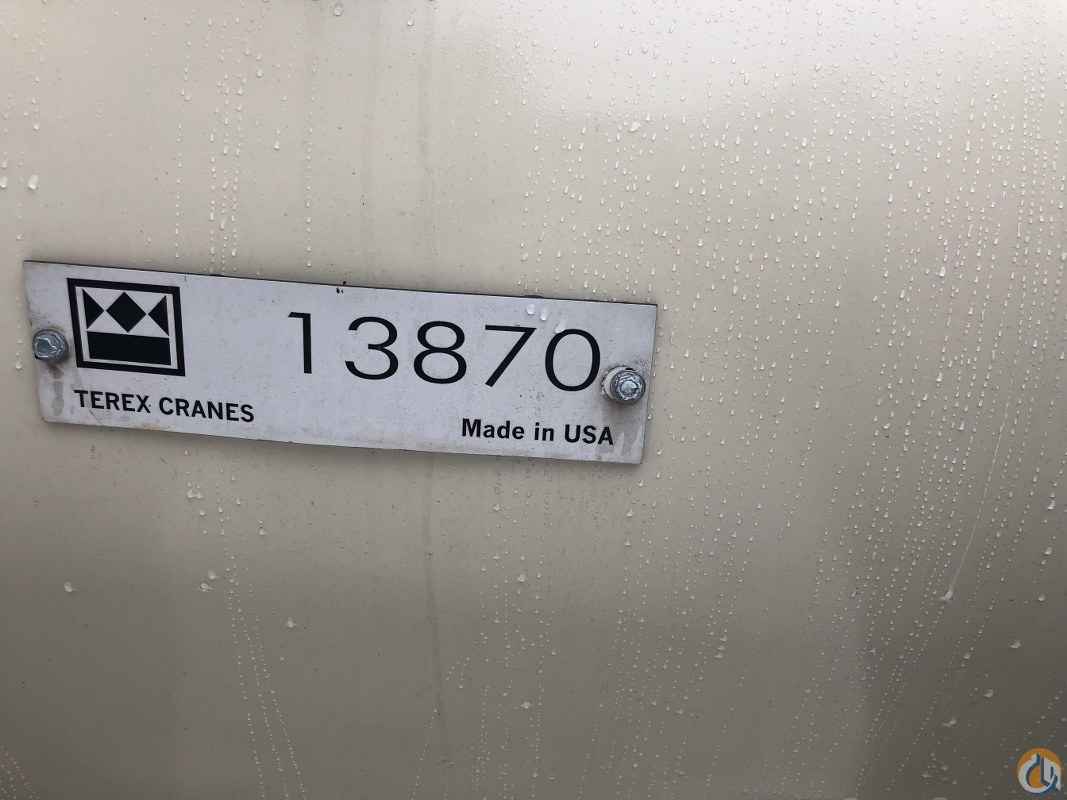 13870
TEREX CRANES
Made in USA